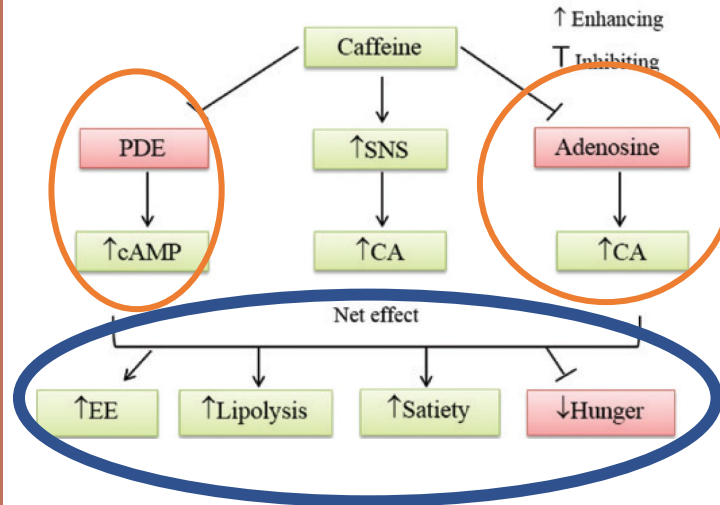 ↑ Enhancing
Caffeine
⊤ Inhibiting
PDE
↑SNS
Adenosine
↑cAMP
↑CA
↑CA
Net effect
↑EE
↑Lipolysis
↑Satiety
↓Hunger